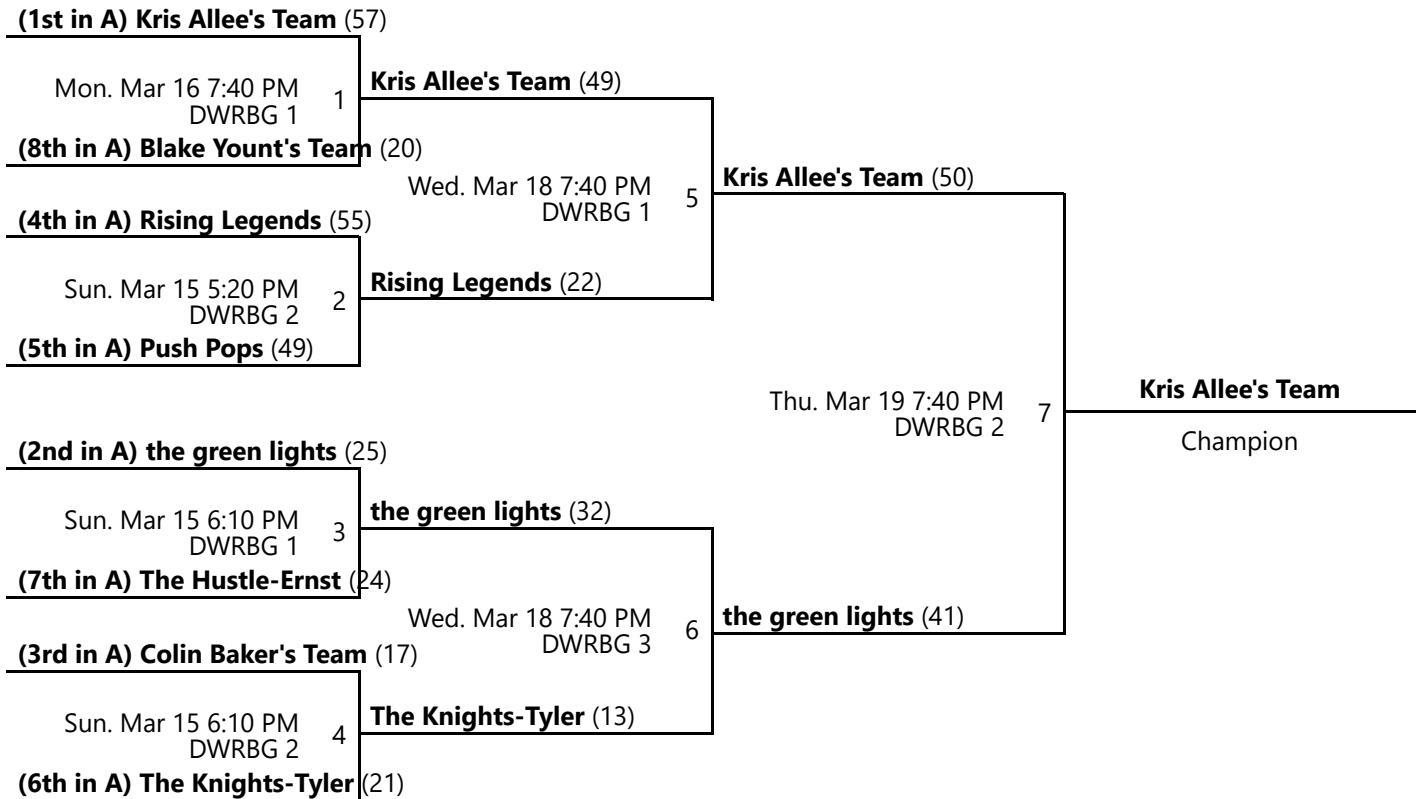 (1st in A) Kris Allee's Team (57)
Mon. Mar 16 7:40 PM
DWRBG 1
1
(8th in A) Blake Yount's Team (20)
Kris Allee's Team (49)
(4th in A) Rising Legends (55)
Sun. Mar 15 5:20 PM
DWRBG 2
2
(5th in A) Push Pops (49)
Rising Legends (22)
Wed. Mar 18 7:40 PM
DWRBG 1
5
Kris Allee's Team (50)
(2nd in A) the green lights (25)
Sun. Mar 15 6:10 PM
DWRBG 1
3
(7th in A) The Hustle-Ernst (24)
the green lights (32)
(3rd in A) Colin Baker's Team (17)
Sun. Mar 15 6:10 PM
DWRBG 2
4
(6th in A) The Knights-Tyler (21)
The Knights-Tyler (13)
Wed. Mar 18 7:40 PM
DWRBG 3
6
the green lights (41)
Thu. Mar 19 7:40 PM
DWRBG 2
7
Kris Allee's Team
Champion